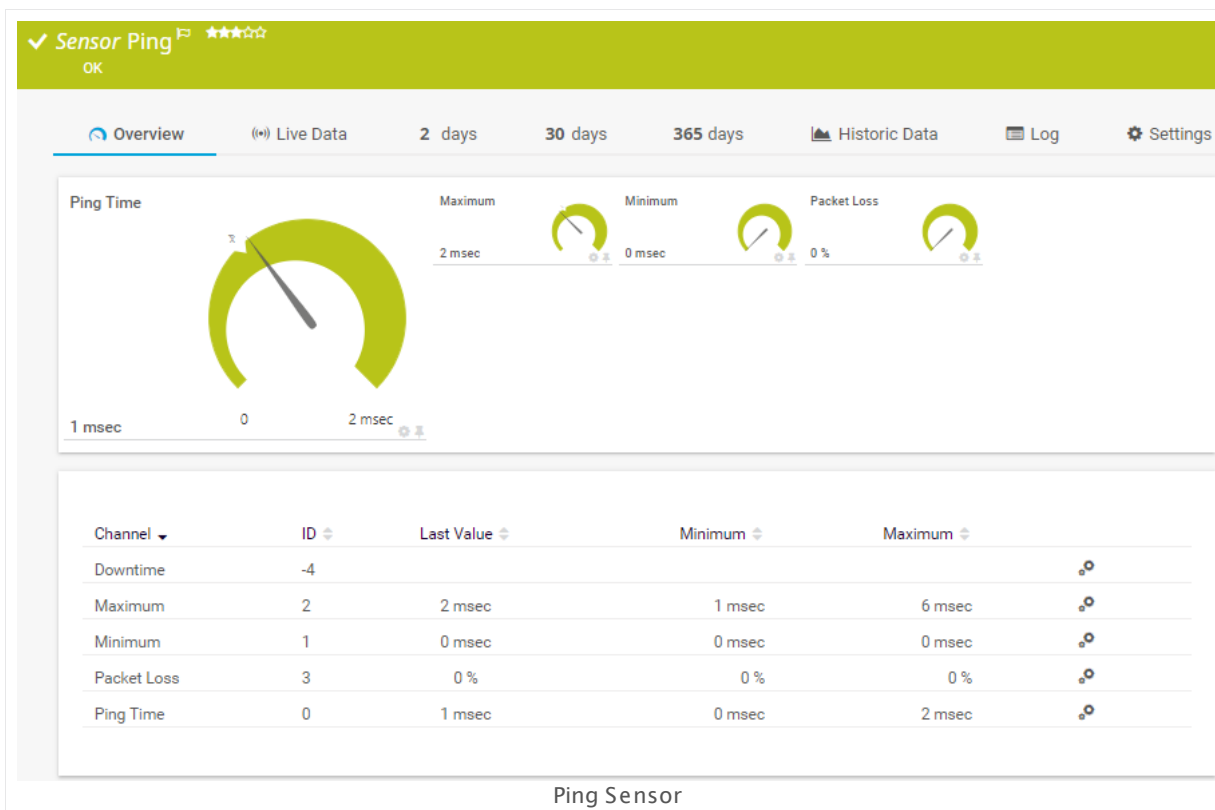 Sensor Ping
OK
Overview Live Data 2 days 30 days 365 days Historic Data Log Settings
Ping Time
1 msec
0 2 msec
Maximum
2 msec
Minimum
0 msec
Packet Loss
0 %
Channel ID Last Value Minimum Maximum
Downtime -4
Maximum 2 2 msec 1 msec 6 msec
Minimum 1 0 msec 0 msec 0 msec
Packet Loss 3 0 % 0 % 0 %
Ping Time 0 1 msec 0 msec 2 msec
Ping Sensor